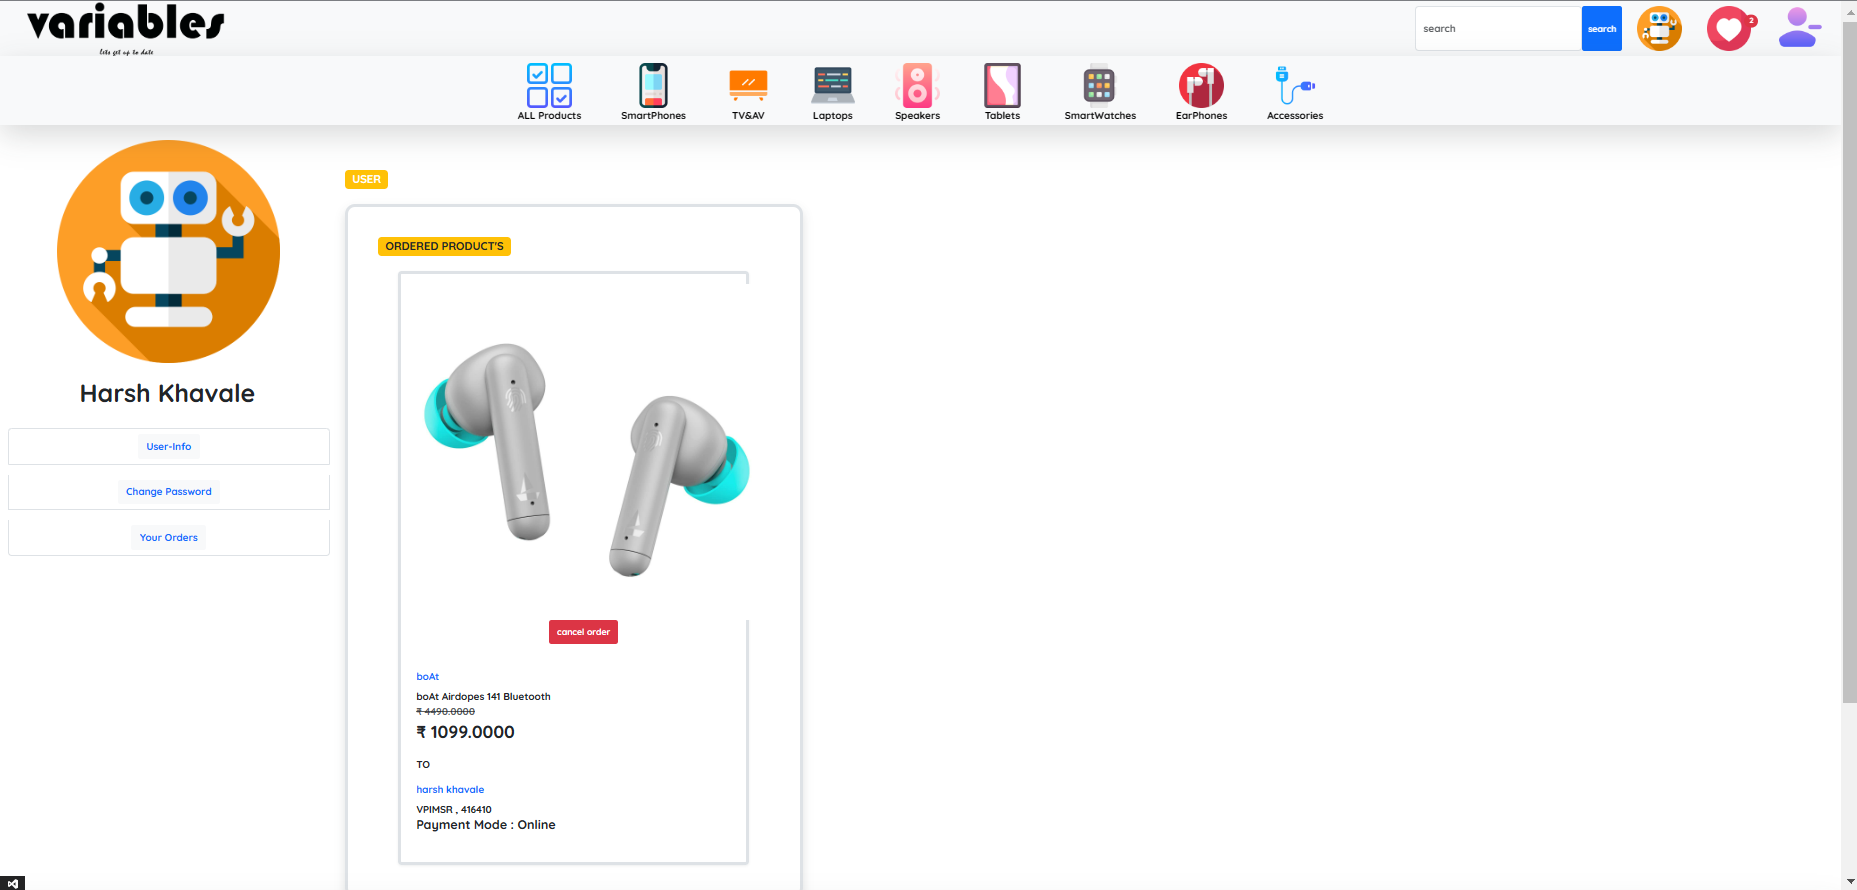 variables
lets get up to date
search
search
2
ALL Products
SmartPhones
TV&AV
Laptops
Speakers
Tablets
SmartWatches
EarPhones
Accessories
Harsh Khavale
User-Info
Change Password
Your Orders
USER
ORDERED PRODUCT'S
cancel order
boAt
boAt Airdopes 141 Bluetooth
₹ 4490.0000
₹ 1099.0000
TO
harsh khavale
VPIMSR , 416410
Payment Mode : Online